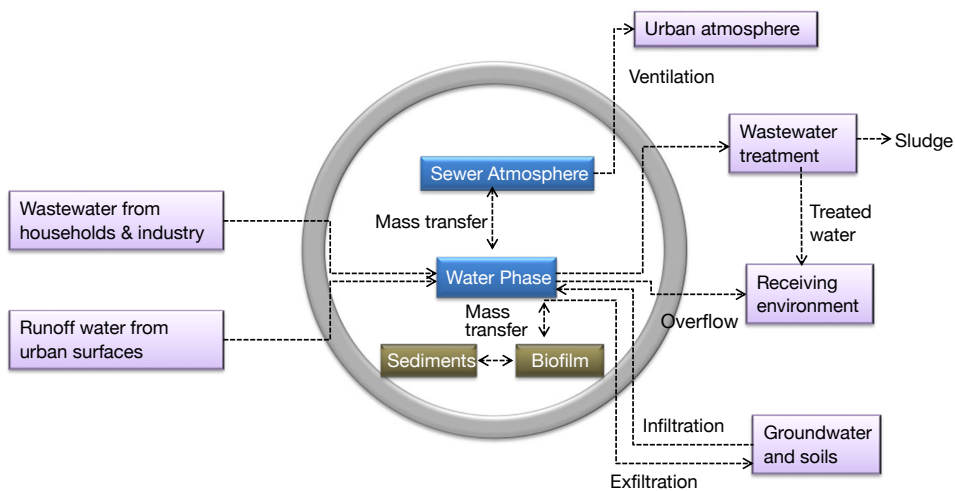 Urban atmosphere
Ventilation
Wastewater
treatment
Sludge
Sewer Atmosphere
Wastewater from
households & industry
Mass transfer
Treated
water
Water Phase
Receiving
environment
Mass
transfer
Overflow
Runoff water from
urban surfaces
Sediments
Biofilm
Infiltration
Groundwater
and soils
Exfiltration